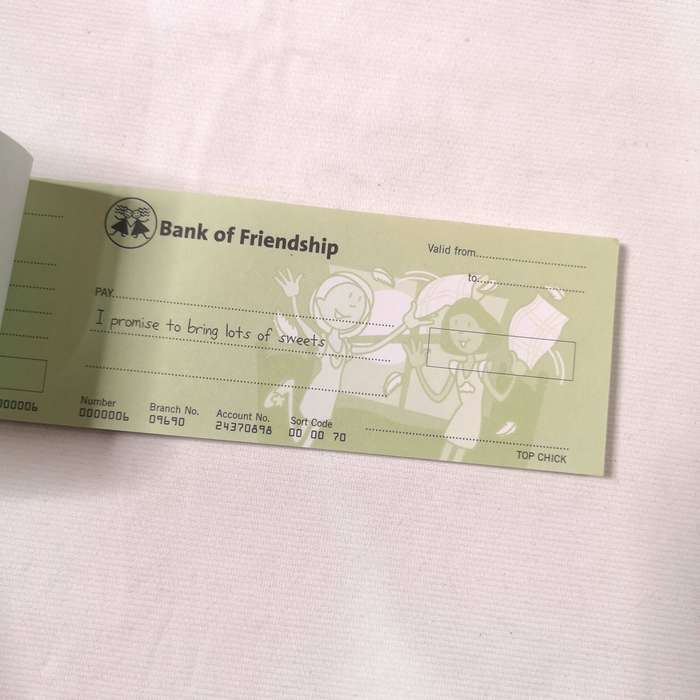 Bank of Friendship
Valid from
to
PAY
I promise to bring lots of sweets
Number
0000006
Branch No.
09690
Account No.
24370898
Sort Code
00 00 70
TOP CHICK
000006